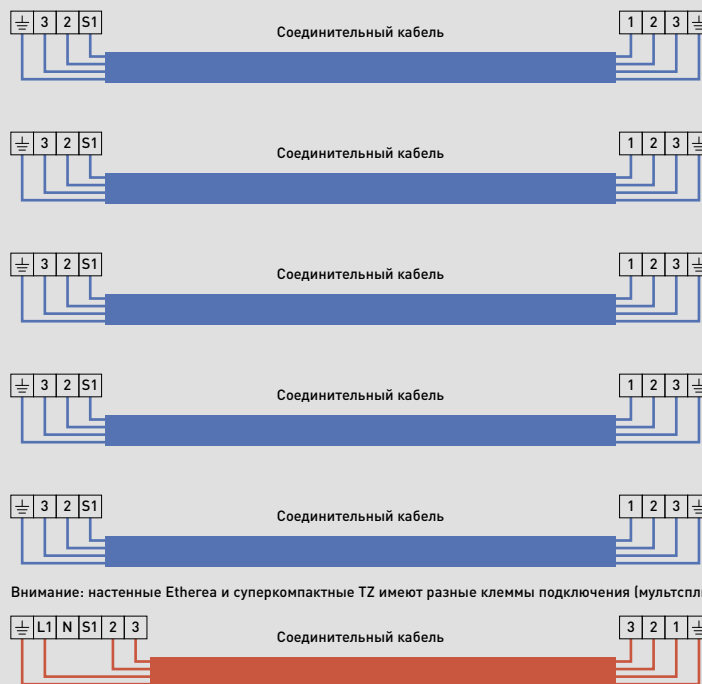 ⏚ 3 2 S1 Соединительный кабель 1 2 3 ⏚
⏚ 3 2 S1 Соединительный кабель 1 2 3 ⏚
⏚ 3 2 S1 Соединительный кабель 1 2 3 ⏚
⏚ 3 2 S1 Соединительный кабель 1 2 3 ⏚
⏚ 3 2 S1 Соединительный кабель 1 2 3 ⏚
Внимание: настенные Etherea и суперкомпактные TZ имеют разные клеммы подключения (мультспл
⏚ L1 N S1 2 3 Соединительный кабель 3 2 1 ⏚